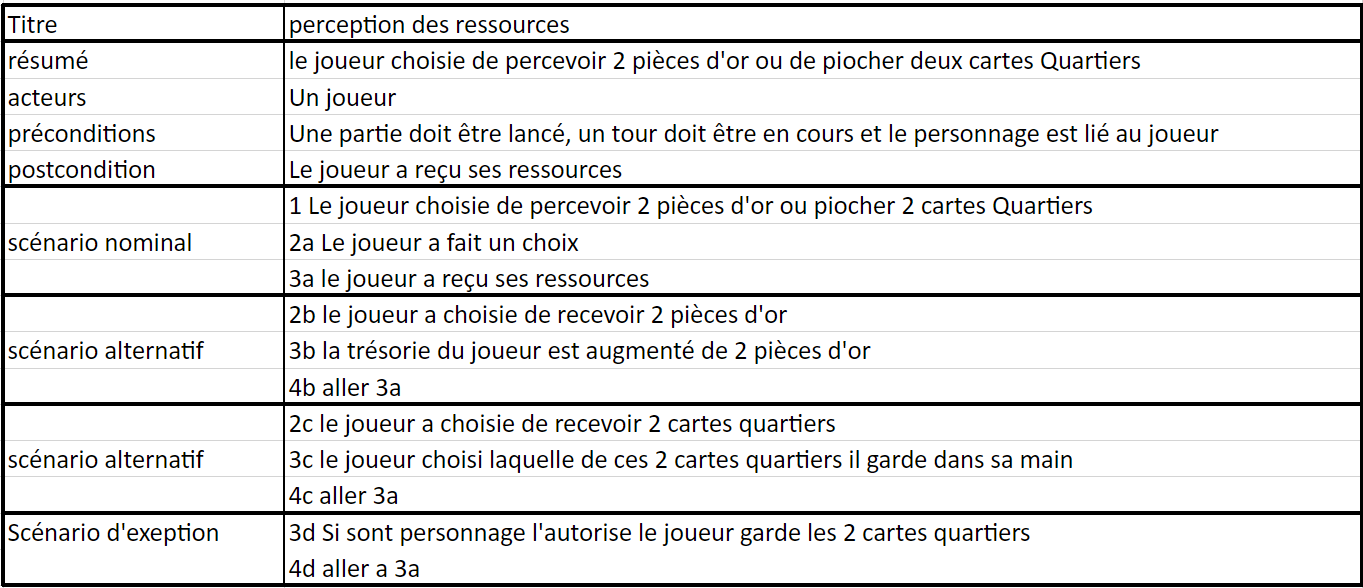 Titre perception des ressources
résumé le joueur choisie de percevoir 2 pièces d'or ou de piocher deux cartes Quartiers
acteurs Un joueur
préconditions Une partie doit être lancé, un tour doit être en cours et le personnage est lié au joueur
postcondition Le joueur a reçu ses ressources
1 Le joueur choisie de percevoir 2 pièces d'or ou piocher 2 cartes Quartiers
scénario nominal 2a Le joueur a fait un choix
3a le joueur a reçu ses ressources
2b le joueur a choisie de recevoir 2 pièces d'or
scénario alternatif 3b la trésorie du joueur est augmenté de 2 pièces d'or
4b aller 3a
2c le joueur a choisie de recevoir 2 cartes quartiers
scénario alternatif 3c le joueur choisi laquelle de ces 2 cartes quartiers il garde dans sa main
4c aller 3a
Scénario d'exeption 3d Si sont personnage l'autorise le joueur garde les 2 cartes quartiers
4d aller a 3a